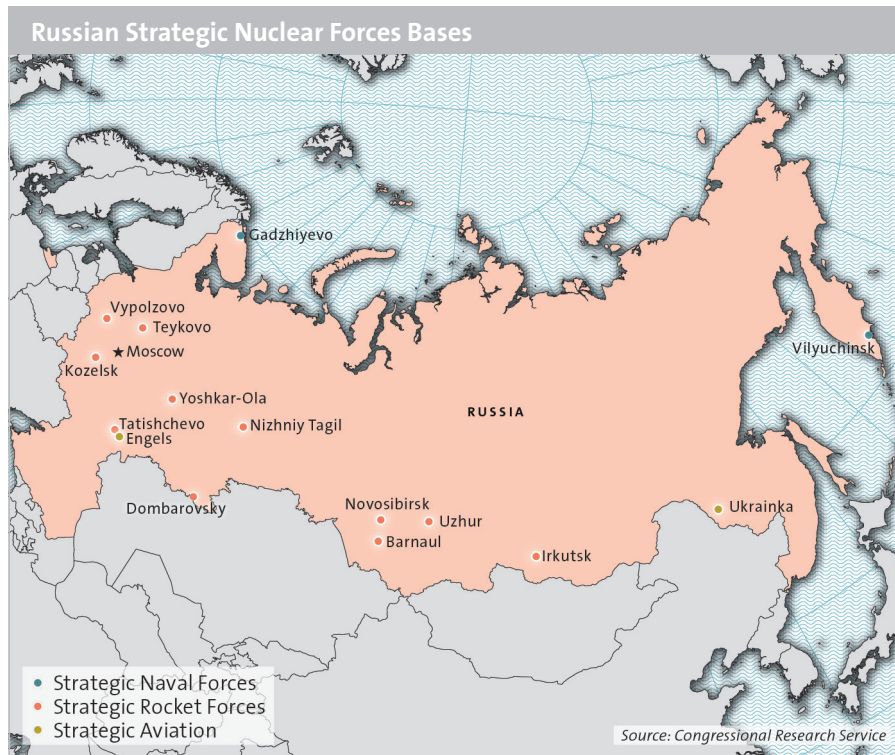 Russian Strategic Nuclear Forces Bases
Gadzhiyevo
Vypolzovo
Teykovo
Moscow
Kozelsk
Vilyuchinsk
Yoshkar-Ola
RUSSIA
Tatishchevo
Nizhniy Tagil
Engels
Dombarovsky
Novosibirsk
Uzhur
Ukrainka
Barnaul
Irkutsk
Strategic Naval Forces
Strategic Rocket Forces
Strategic Aviation
Source: Congressional Research Service